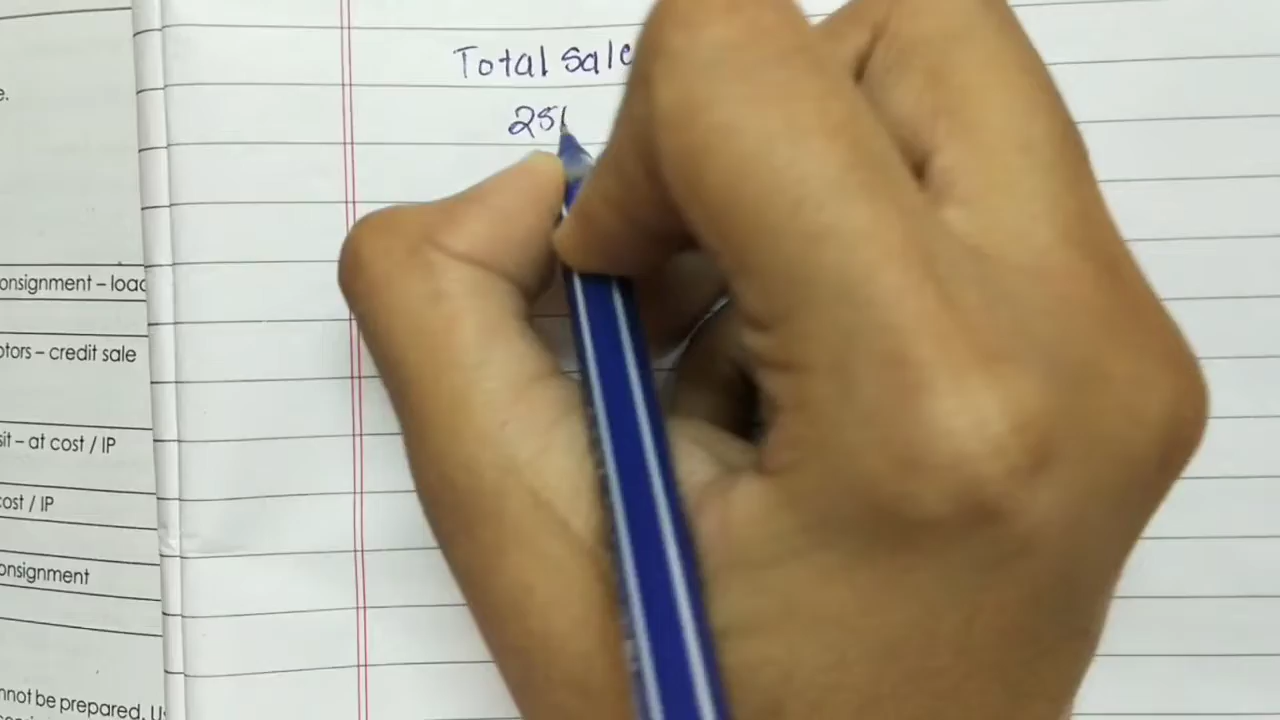 Total Sale
25
e.
onsignment – load
otors – credit sale
sit – at cost / IP
cost / IP
onsignment
nnot be prepared. U